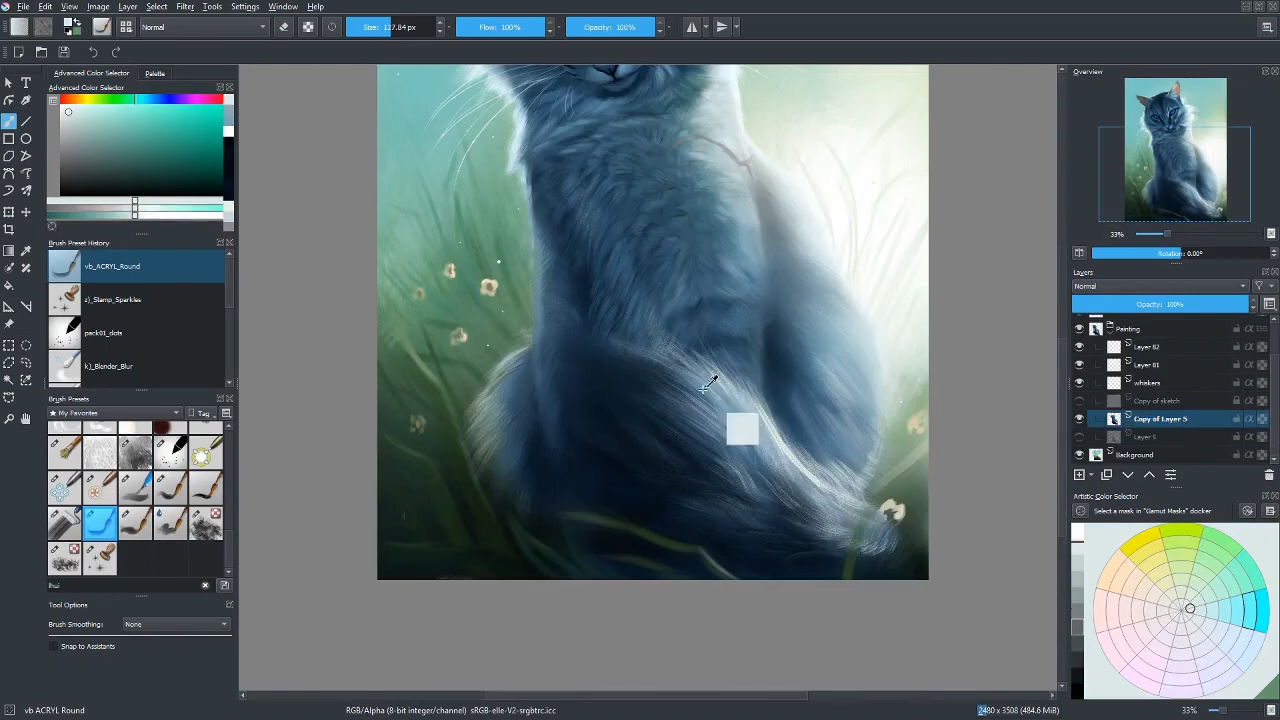 File Edit View Image Layer Select Filter Tools Settings Window Help
Normal
Size: 127.84 px
Flow: 100%
Opacity: 100%
Advanced Color Selector Palette
Advanced Color Selector
Brush Preset History
vb_ACRYL_Round
z)_Stamp_Sparkles
pack01_dots
k)_Blender_Blur
Brush Presets
★ My Favorites
Tag
Tool Options
Brush Smoothing: None
Snap to Assistants
vb ACRYL Round
RGB/Alpha (8-bit integer/channel) sRGB-elle-V2-srgbtrc.icc
2480 x 3508 (484.6 MiB)
33%
Overview
33%
Rotation: 0.00°
Layers
Normal
Opacity: 100%
Painting
Layer 82
Layer 81
whiskers
Copy of sketch
Copy of Layer 5
Layer 5
Background
Artistic Color Selector
Select a mask in "Gamut Masks" docker